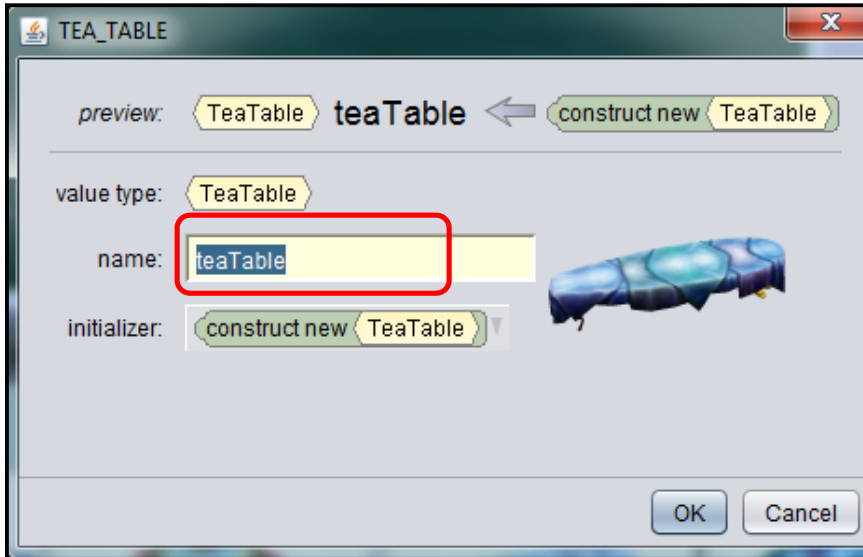 TEA_TABLE
preview: TeaTable teaTable construct new TeaTable
value type: TeaTable
name: teaTable
initializer: construct new TeaTable
OK Cancel